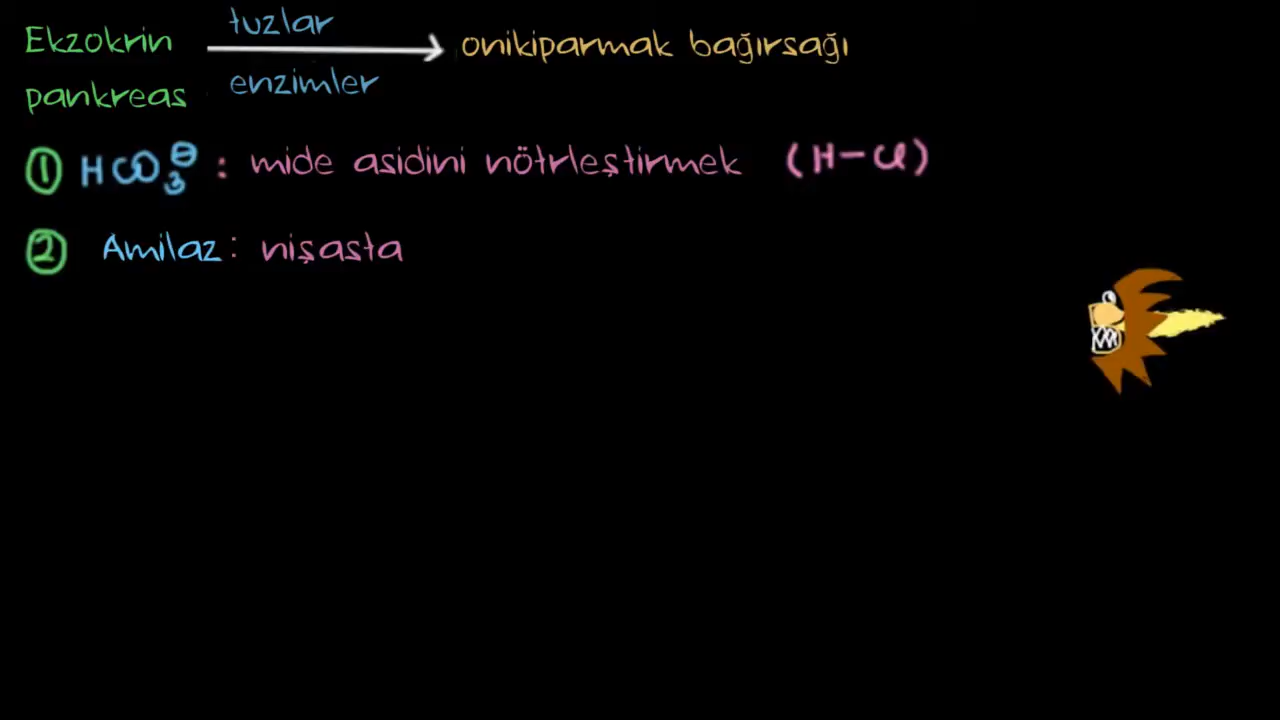 Ekzokrin pankreas
tuzlar
enzimler
onikiparmak bağırsağı
1 HCO₃⊖ : mide asidini nötrleştirmek (H-Cl)
2 Amilaz: nişasta